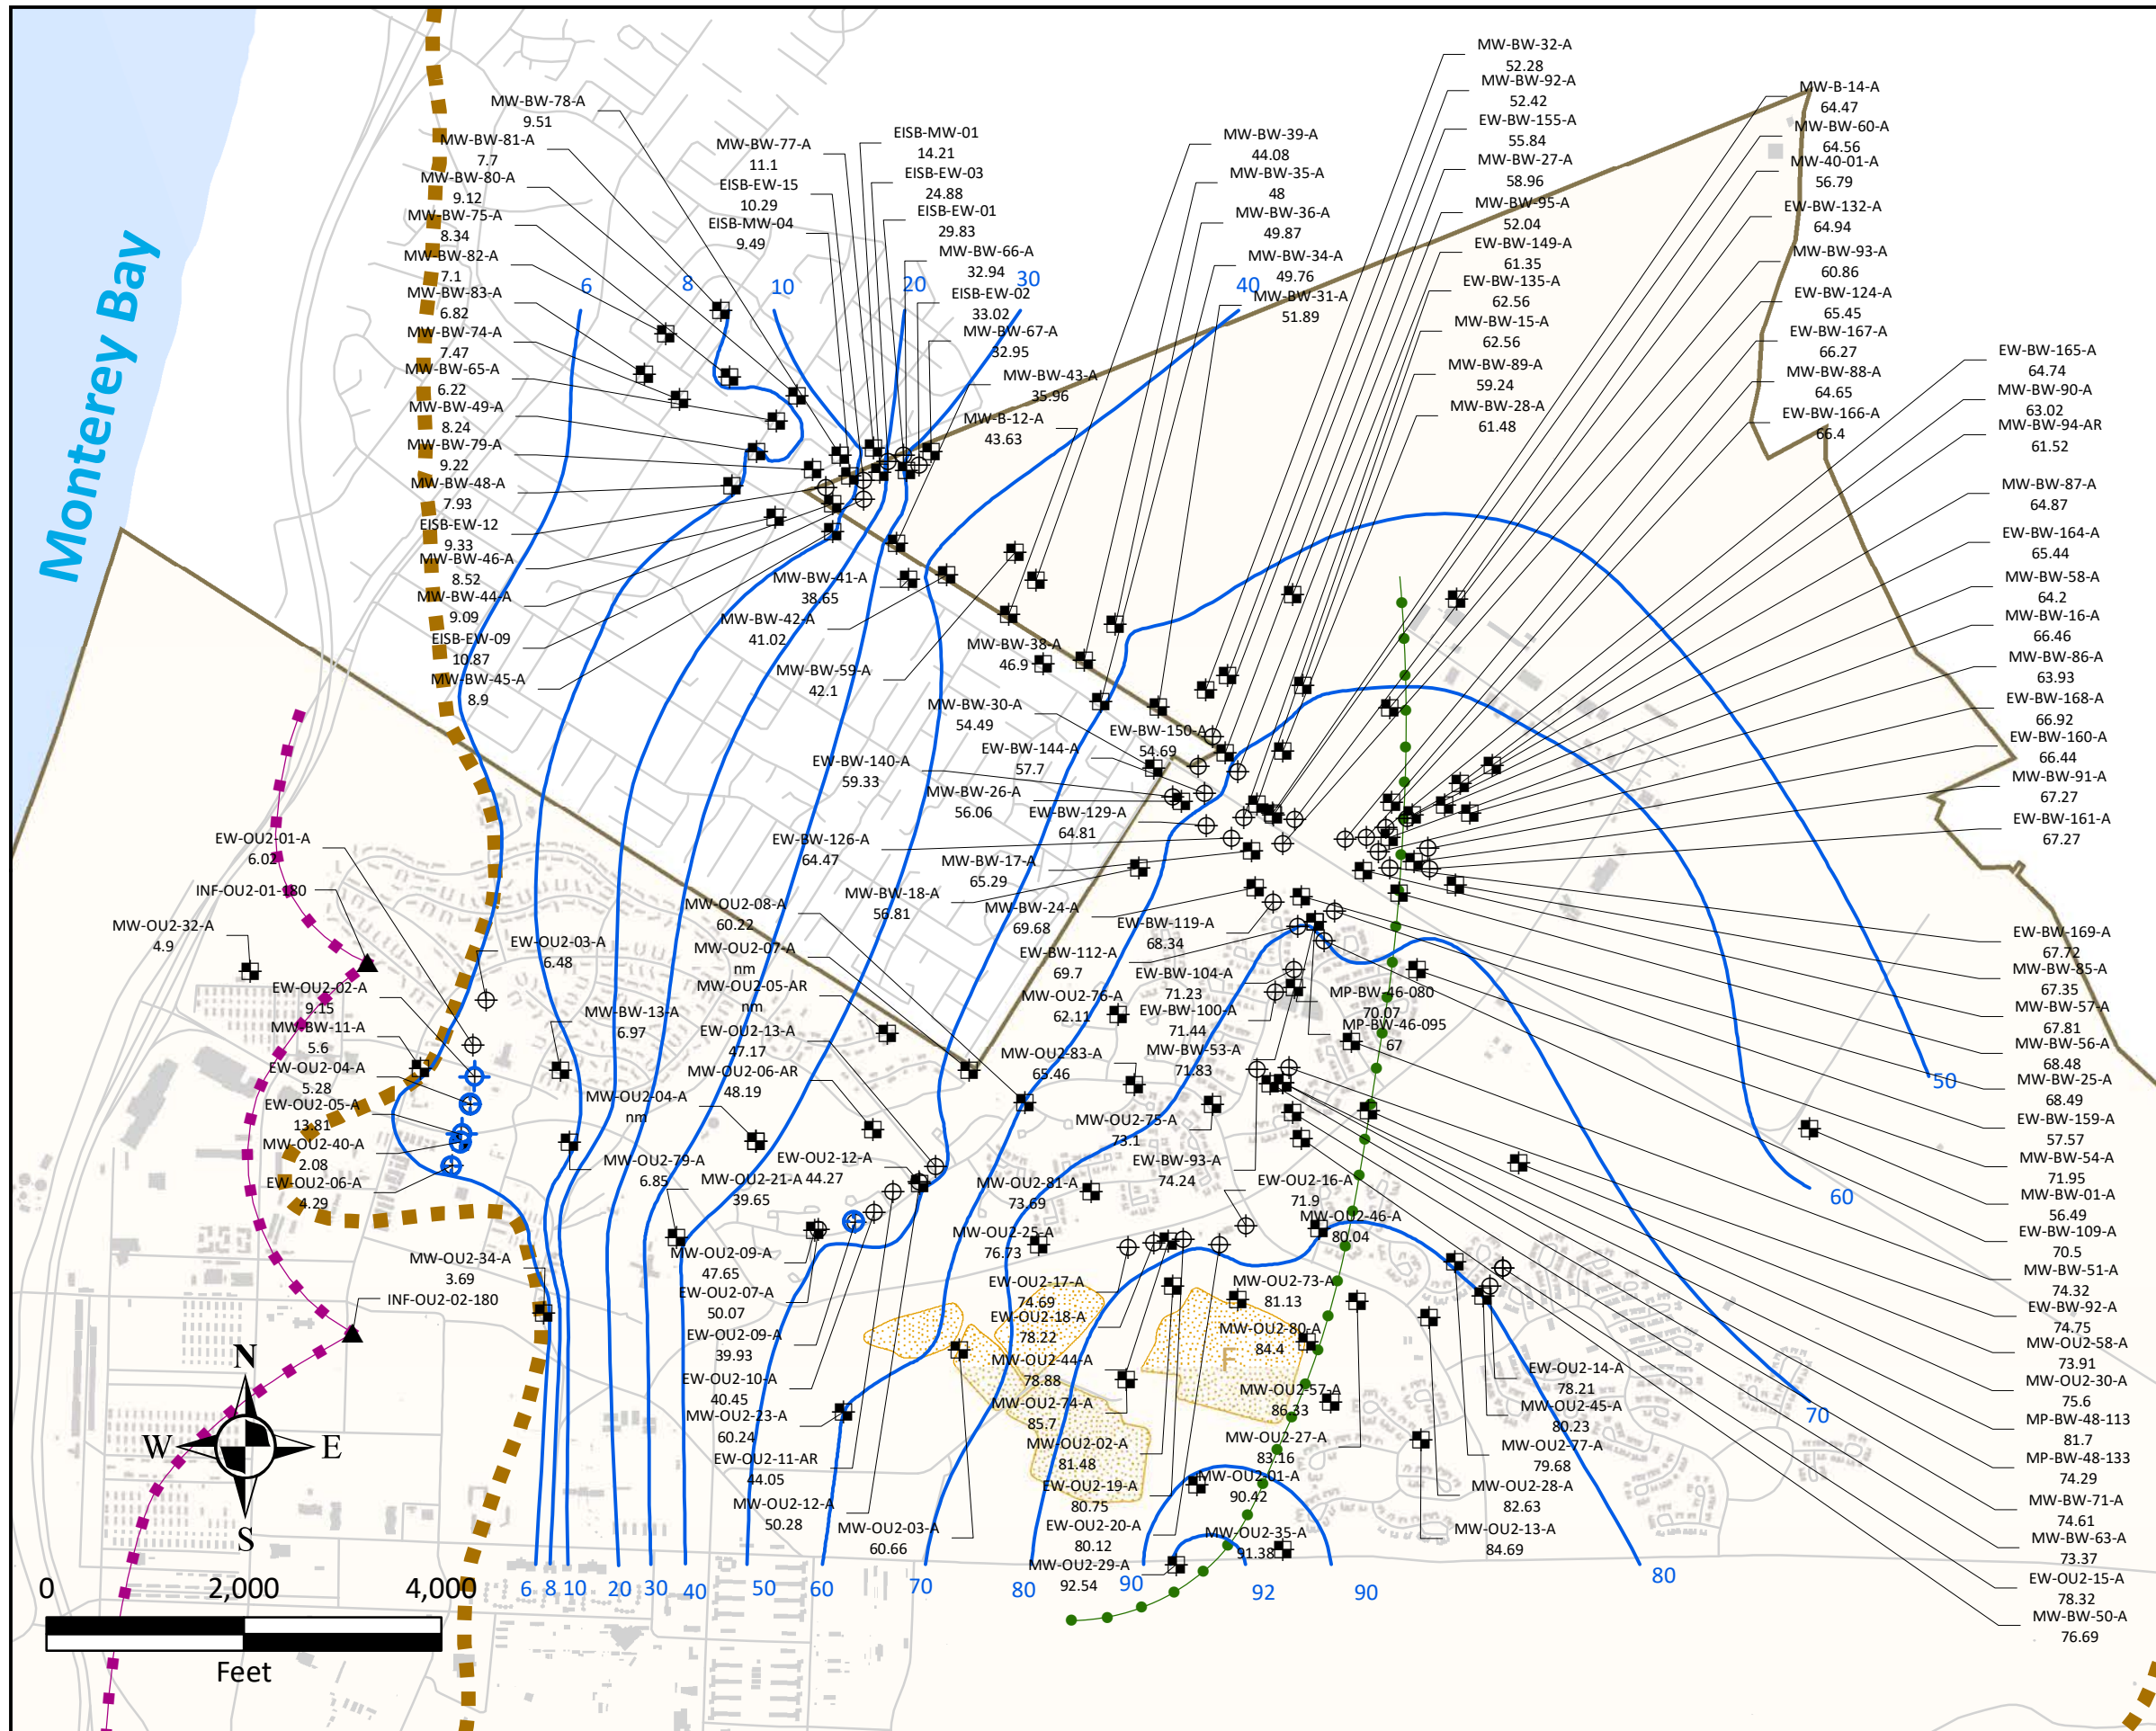 Monterey Bay
MW-BW-78-A
9.51
MW-BW-81-A
7.7
MW-BW-80-A
9.12
MW-BW-75-A
8.34
MW-BW-82-A
7.1
MW-BW-83-A
6.82
MW-BW-74-A
7.47
MW-BW-65-A
6.22
MW-BW-49-A
8.24
MW-BW-79-A
9.22
MW-BW-48-A
7.93
EISB-EW-12
9.33
MW-BW-46-A
8.52
MW-BW-44-A
9.09
EISB-EW-09
10.87
MW-BW-45-A
8.9
MW-BW-77-A
11.1
EISB-EW-15
10.29
EISB-MW-04
9.49
EISB-MW-01
14.21
EISB-EW-03
24.88
EISB-EW-01
29.83
MW-BW-66-A
32.94
EISB-EW-02
33.02
MW-BW-67-A
32.95
MW-BW-43-A
35.96
MW-B-12-A
43.63
6
8
10
20
30
40
MW-BW-39-A
44.08
MW-BW-35-A
48
MW-BW-36-A
49.87
MW-BW-34-A
49.76
MW-BW-31-A
51.89
MW-BW-32-A
52.28
MW-BW-92-A
52.42
EW-BW-155-A
55.84
MW-BW-27-A
58.96
MW-BW-95-A
52.04
EW-BW-149-A
61.35
EW-BW-135-A
62.56
MW-BW-15-A
62.56
MW-BW-89-A
59.24
MW-BW-28-A
61.48
MW-B-14-A
64.47
MW-BW-60-A
64.56
MW-40-01-A
56.79
EW-BW-132-A
64.94
MW-BW-93-A
60.86
EW-BW-124-A
65.45
EW-BW-167-A
66.27
MW-BW-88-A
64.65
EW-BW-166-A
66.4
EW-BW-165-A
64.74
MW-BW-90-A
63.02
MW-BW-94-AR
61.52
MW-BW-87-A
64.87
EW-BW-164-A
65.44
MW-BW-58-A
64.2
MW-BW-16-A
66.46
MW-BW-86-A
63.93
EW-BW-168-A
66.92
EW-BW-160-A
66.44
MW-BW-91-A
67.27
EW-BW-161-A
67.27
EW-BW-169-A
67.72
MW-BW-85-A
67.35
MW-BW-57-A
67.81
MW-BW-56-A
68.48
MW-BW-25-A
68.49
EW-BW-159-A
57.57
MW-BW-54-A
71.95
MW-BW-01-A
56.49
EW-BW-109-A
70.5
MW-BW-51-A
74.32
EW-BW-92-A
74.75
MW-OU2-58-A
73.91
MW-OU2-30-A
75.6
MP-BW-48-113
81.7
MP-BW-48-133
74.29
MW-BW-71-A
74.61
MW-BW-63-A
73.37
EW-OU2-15-A
78.32
MW-BW-50-A
76.69
MW-BW-41-A
38.65
MW-BW-42-A
41.02
MW-BW-59-A
42.1
MW-BW-38-A
46.9
MW-BW-30-A
54.49
EW-BW-150-A
54.69
EW-BW-144-A
57.7
EW-BW-140-A
59.33
MW-BW-26-A
56.06
EW-BW-129-A
64.81
EW-BW-126-A
64.47
MW-BW-17-A
65.29
MW-BW-18-A
56.81
MW-BW-24-A
69.68
EW-BW-119-A
68.34
EW-BW-112-A
69.7
EW-BW-104-A
71.23
MW-OU2-76-A
62.11
EW-BW-100-A
71.44
MP-BW-46-080
70.07
MP-BW-46-095
67
MW-OU2-83-A
65.46
MW-BW-53-A
71.83
MW-OU2-75-A
73.1
EW-BW-93-A
74.24
MW-OU2-81-A
73.69
EW-OU2-16-A
71.9
MW-OU2-46-A
80.04
MW-OU2-25-A
76.73
EW-OU2-17-A
74.69
MW-OU2-73-A
81.13
EW-OU2-18-A
78.22
MW-OU2-80-A
84.4
F
MW-OU2-44-A
78.88
MW-OU2-57-A
86.33
MW-OU2-74-A
85.7
MW-OU2-02-A
81.48
MW-OU2-27-A
83.16
EW-OU2-19-A
80.75
MW-OU2-01-A
90.42
EW-OU2-20-A
80.12
MW-OU2-35-A
91.38
MW-OU2-29-A
92.54
EW-OU2-14-A
78.21
MW-OU2-45-A
80.23
MW-OU2-77-A
79.68
MW-OU2-28-A
82.63
MW-OU2-13-A
84.69
EW-OU2-01-A
6.02
INF-OU2-01-180
MW-OU2-32-A
4.9
EW-OU2-03-A
6.48
EW-OU2-02-A
9.15
MW-BW-11-A
5.6
EW-OU2-04-A
5.28
EW-OU2-05-A
13.81
MW-OU2-40-A
2.08
EW-OU2-06-A
4.29
MW-OU2-34-A
3.69
INF-OU2-02-180
MW-BW-13-A
6.97
MW-OU2-08-A
60.22
MW-OU2-07-A
nm
MW-OU2-05-AR
nm
EW-OU2-13-A
47.17
MW-OU2-06-AR
48.19
MW-OU2-04-A
nm
MW-OU2-79-A
6.85
EW-OU2-12-A
44.27
MW-OU2-21-A
39.65
MW-OU2-09-A
47.65
EW-OU2-07-A
50.07
EW-OU2-09-A
39.93
EW-OU2-10-A
40.45
MW-OU2-23-A
60.24
EW-OU2-11-AR
44.05
MW-OU2-12-A
50.28
MW-OU2-03-A
60.66
50
60
70
80
6
8
10
20
30
40
50
60
70
80
90
92
90
N
W
E
S
0
2,000
4,000
Feet